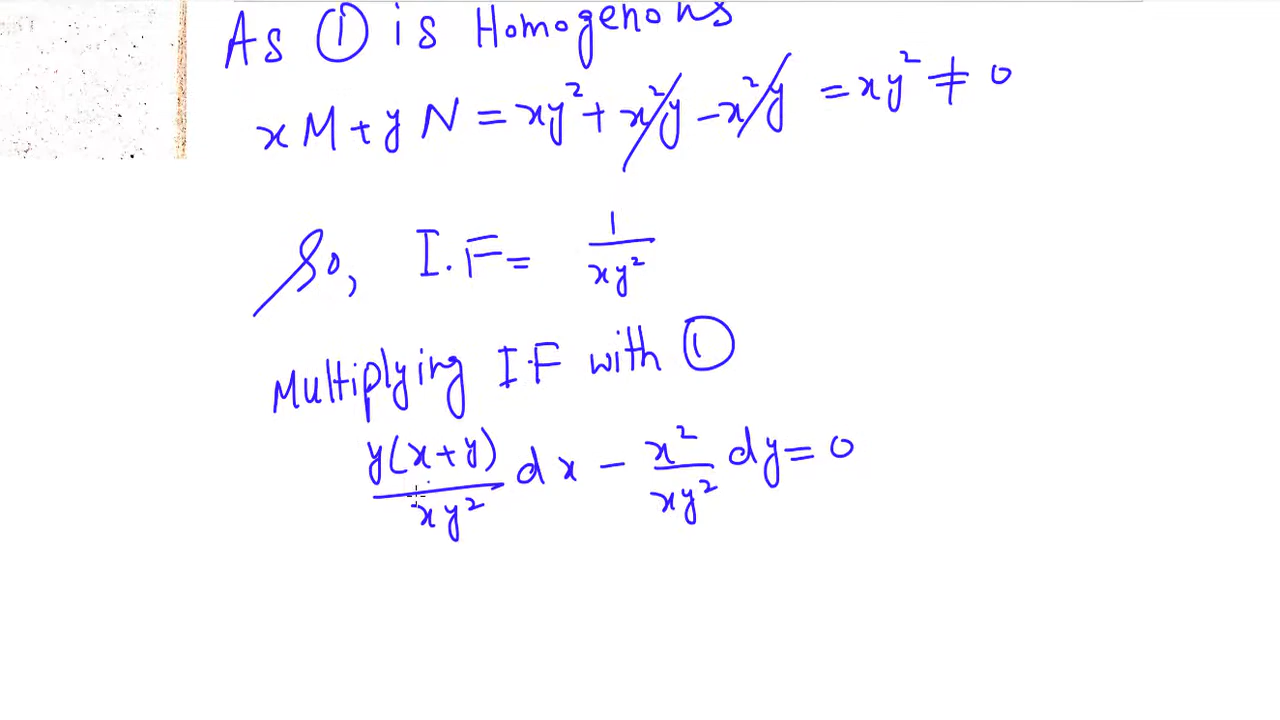 As ① is Homogenous
xM + yN = xy² + x²y - x²y = xy² ≠ 0
So, I.F = 1/xy²
Multiplying I.F with ①
y(x+y)/xy² dx - x²/xy² dy = 0